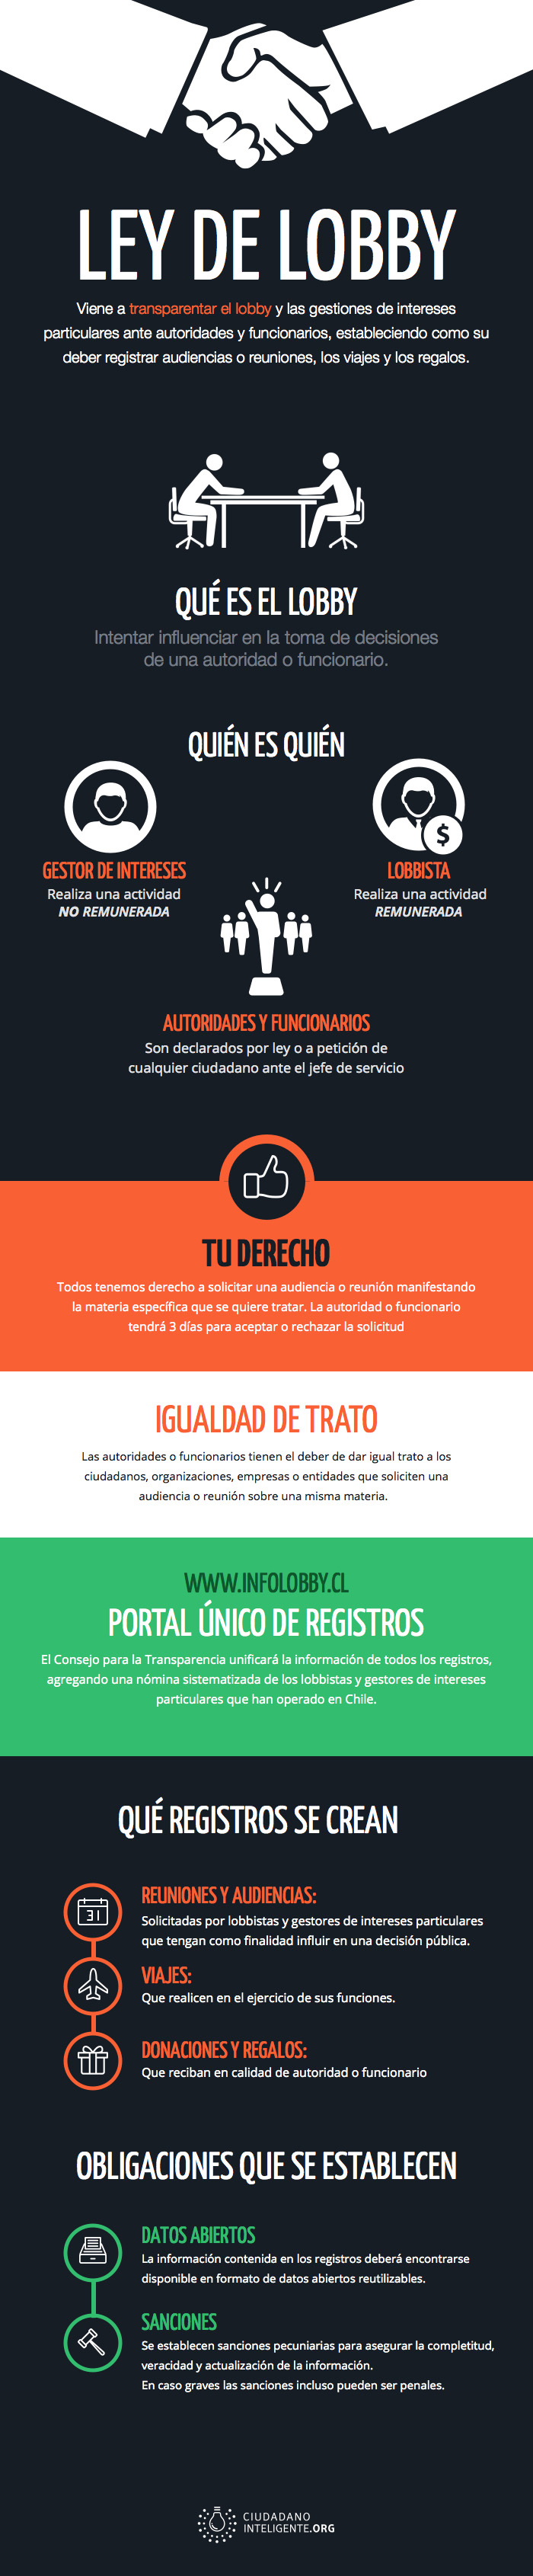 LEY DE LOBBY
Viene a transparentar el lobby y las gestiones de intereses
particulares ante autoridades y funcionarios, estableciendo como su
deber registrar audiencias o reuniones, los viajes y los regalos.
QUÉ ES EL LOBBY
Intentar influenciar en la toma de decisiones
de una autoridad o funcionario.
QUIÉN ES QUIÉN
GESTOR DE INTERESES
Realiza una actividad
NO REMUNERADA
$
LOBBISTA
Realiza una actividad
REMUNERADA
AUTORIDADES Y FUNCIONARIOS
Son declarados por ley o a petición de
cualquier ciudadano ante el jefe de servicio
TU DERECHO
Todos tenemos derecho a solicitar una audiencia o reunión manifestando
la materia específica que se quiere tratar. La autoridad o funcionario
tendrá 3 días para aceptar o rechazar la solicitud
IGUALDAD DE TRATO
Las autoridades o funcionarios tienen el deber de dar igual trato a los
ciudadanos, organizaciones, empresas o entidades que soliciten una
audiencia o reunión sobre una misma materia.
WWW.INFOLOBBY.CL
PORTAL ÚNICO DE REGISTROS
El Consejo para la Transparencia unificará la información de todos los registros,
agregando una nómina sistematizada de los lobbistas y gestores de intereses
particulares que han operado en Chile.
QUÉ REGISTROS SE CREAN
31
REUNIONES Y AUDIENCIAS:
Solicitadas por lobbistas y gestores de intereses particulares
que tengan como finalidad influir en una decisión pública.
VIAJES:
Que realicen en el ejercicio de sus funciones.
DONACIONES Y REGALOS:
Que reciban en calidad de autoridad o funcionario
OBLIGACIONES QUE SE ESTABLECEN
DATOS ABIERTOS
La información contenida en los registros deberá encontrarse
disponible en formato de datos abiertos reutilizables.
SANCIONES
Se establecen sanciones pecuniarias para asegurar la completitud,
veracidad y actualización de la información.
En caso graves las sanciones incluso pueden ser penales.
CIUDADANO
INTELIGENTE.ORG